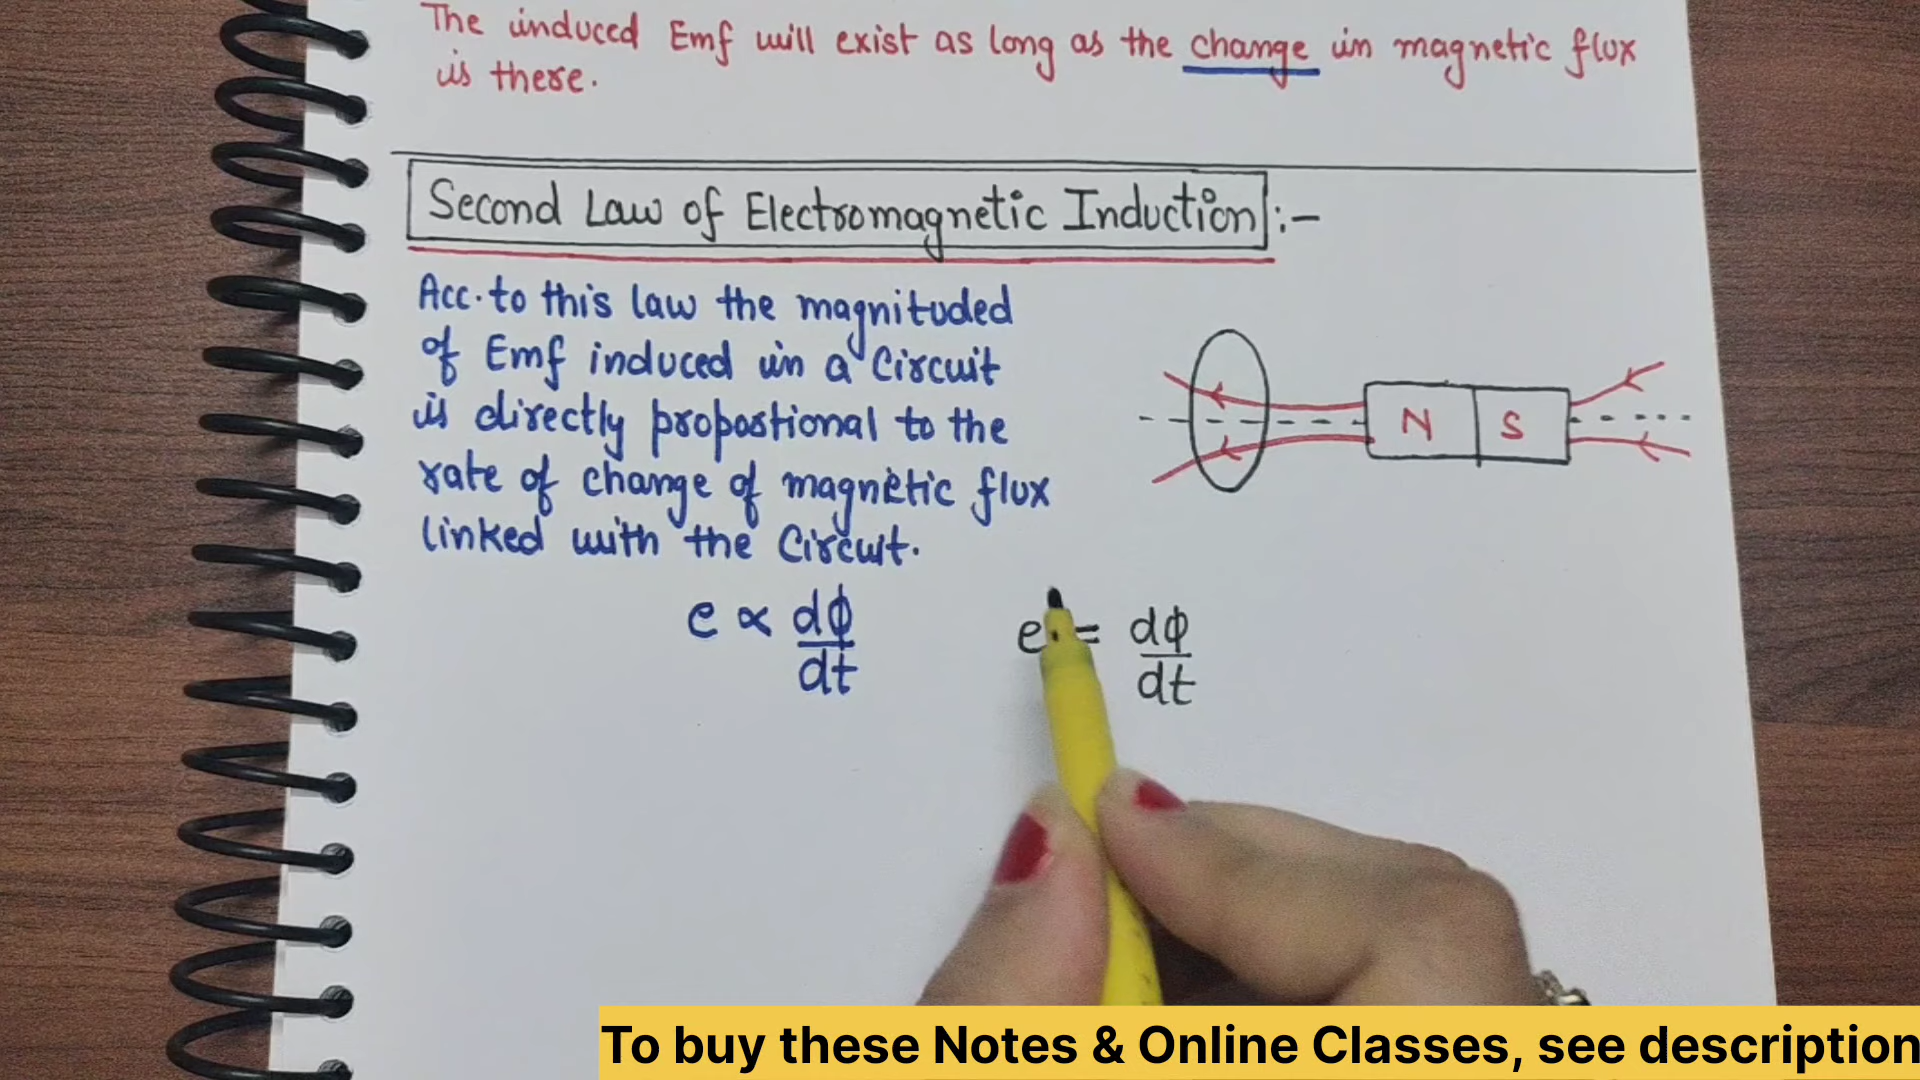 The induced Emf will exist as long as the change in magnetic flux
is there.
Second Law of Electromagnetic Induction :-
Acc. to this law the magnituded
of Emf induced in a Circuit
is directly proportional to the
rate of change of magnetic flux
linked with the Circuit.
N S
e ∝ dϕ/dt
e = dϕ/dt
To buy these Notes & Online Classes, see description